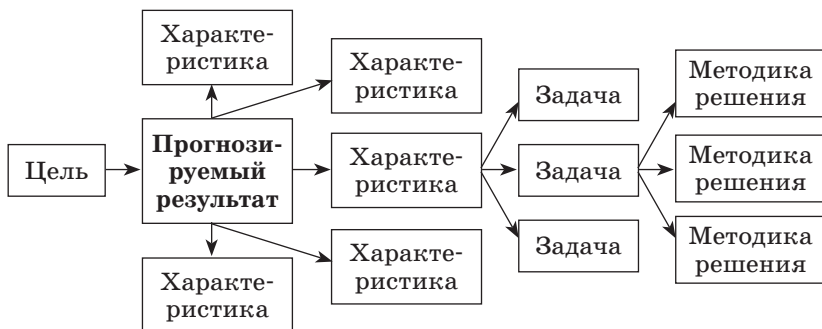 Характе-
ристика
Характе-
ристика
Задача
Методика
решения
Цель
Прогнози-
руемый
результат
Характе-
ристика
Задача
Методика
решения
Характе-
ристика
Характе-
ристика
Задача
Методика
решения